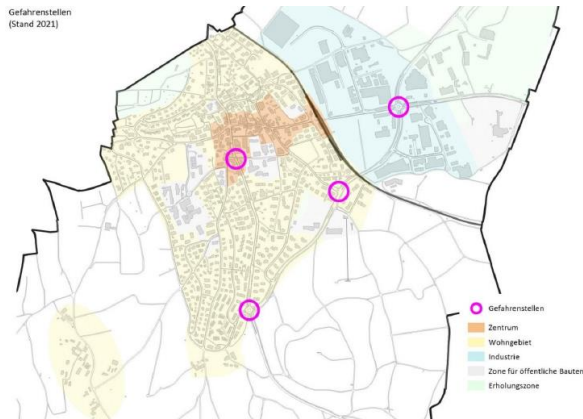 Gefahrenstellen
(Stand 2021)
Gefahrenstellen
Zentrum
Wohngebiet
Industrie
Zone für öffentliche Bauten
Erholungszone